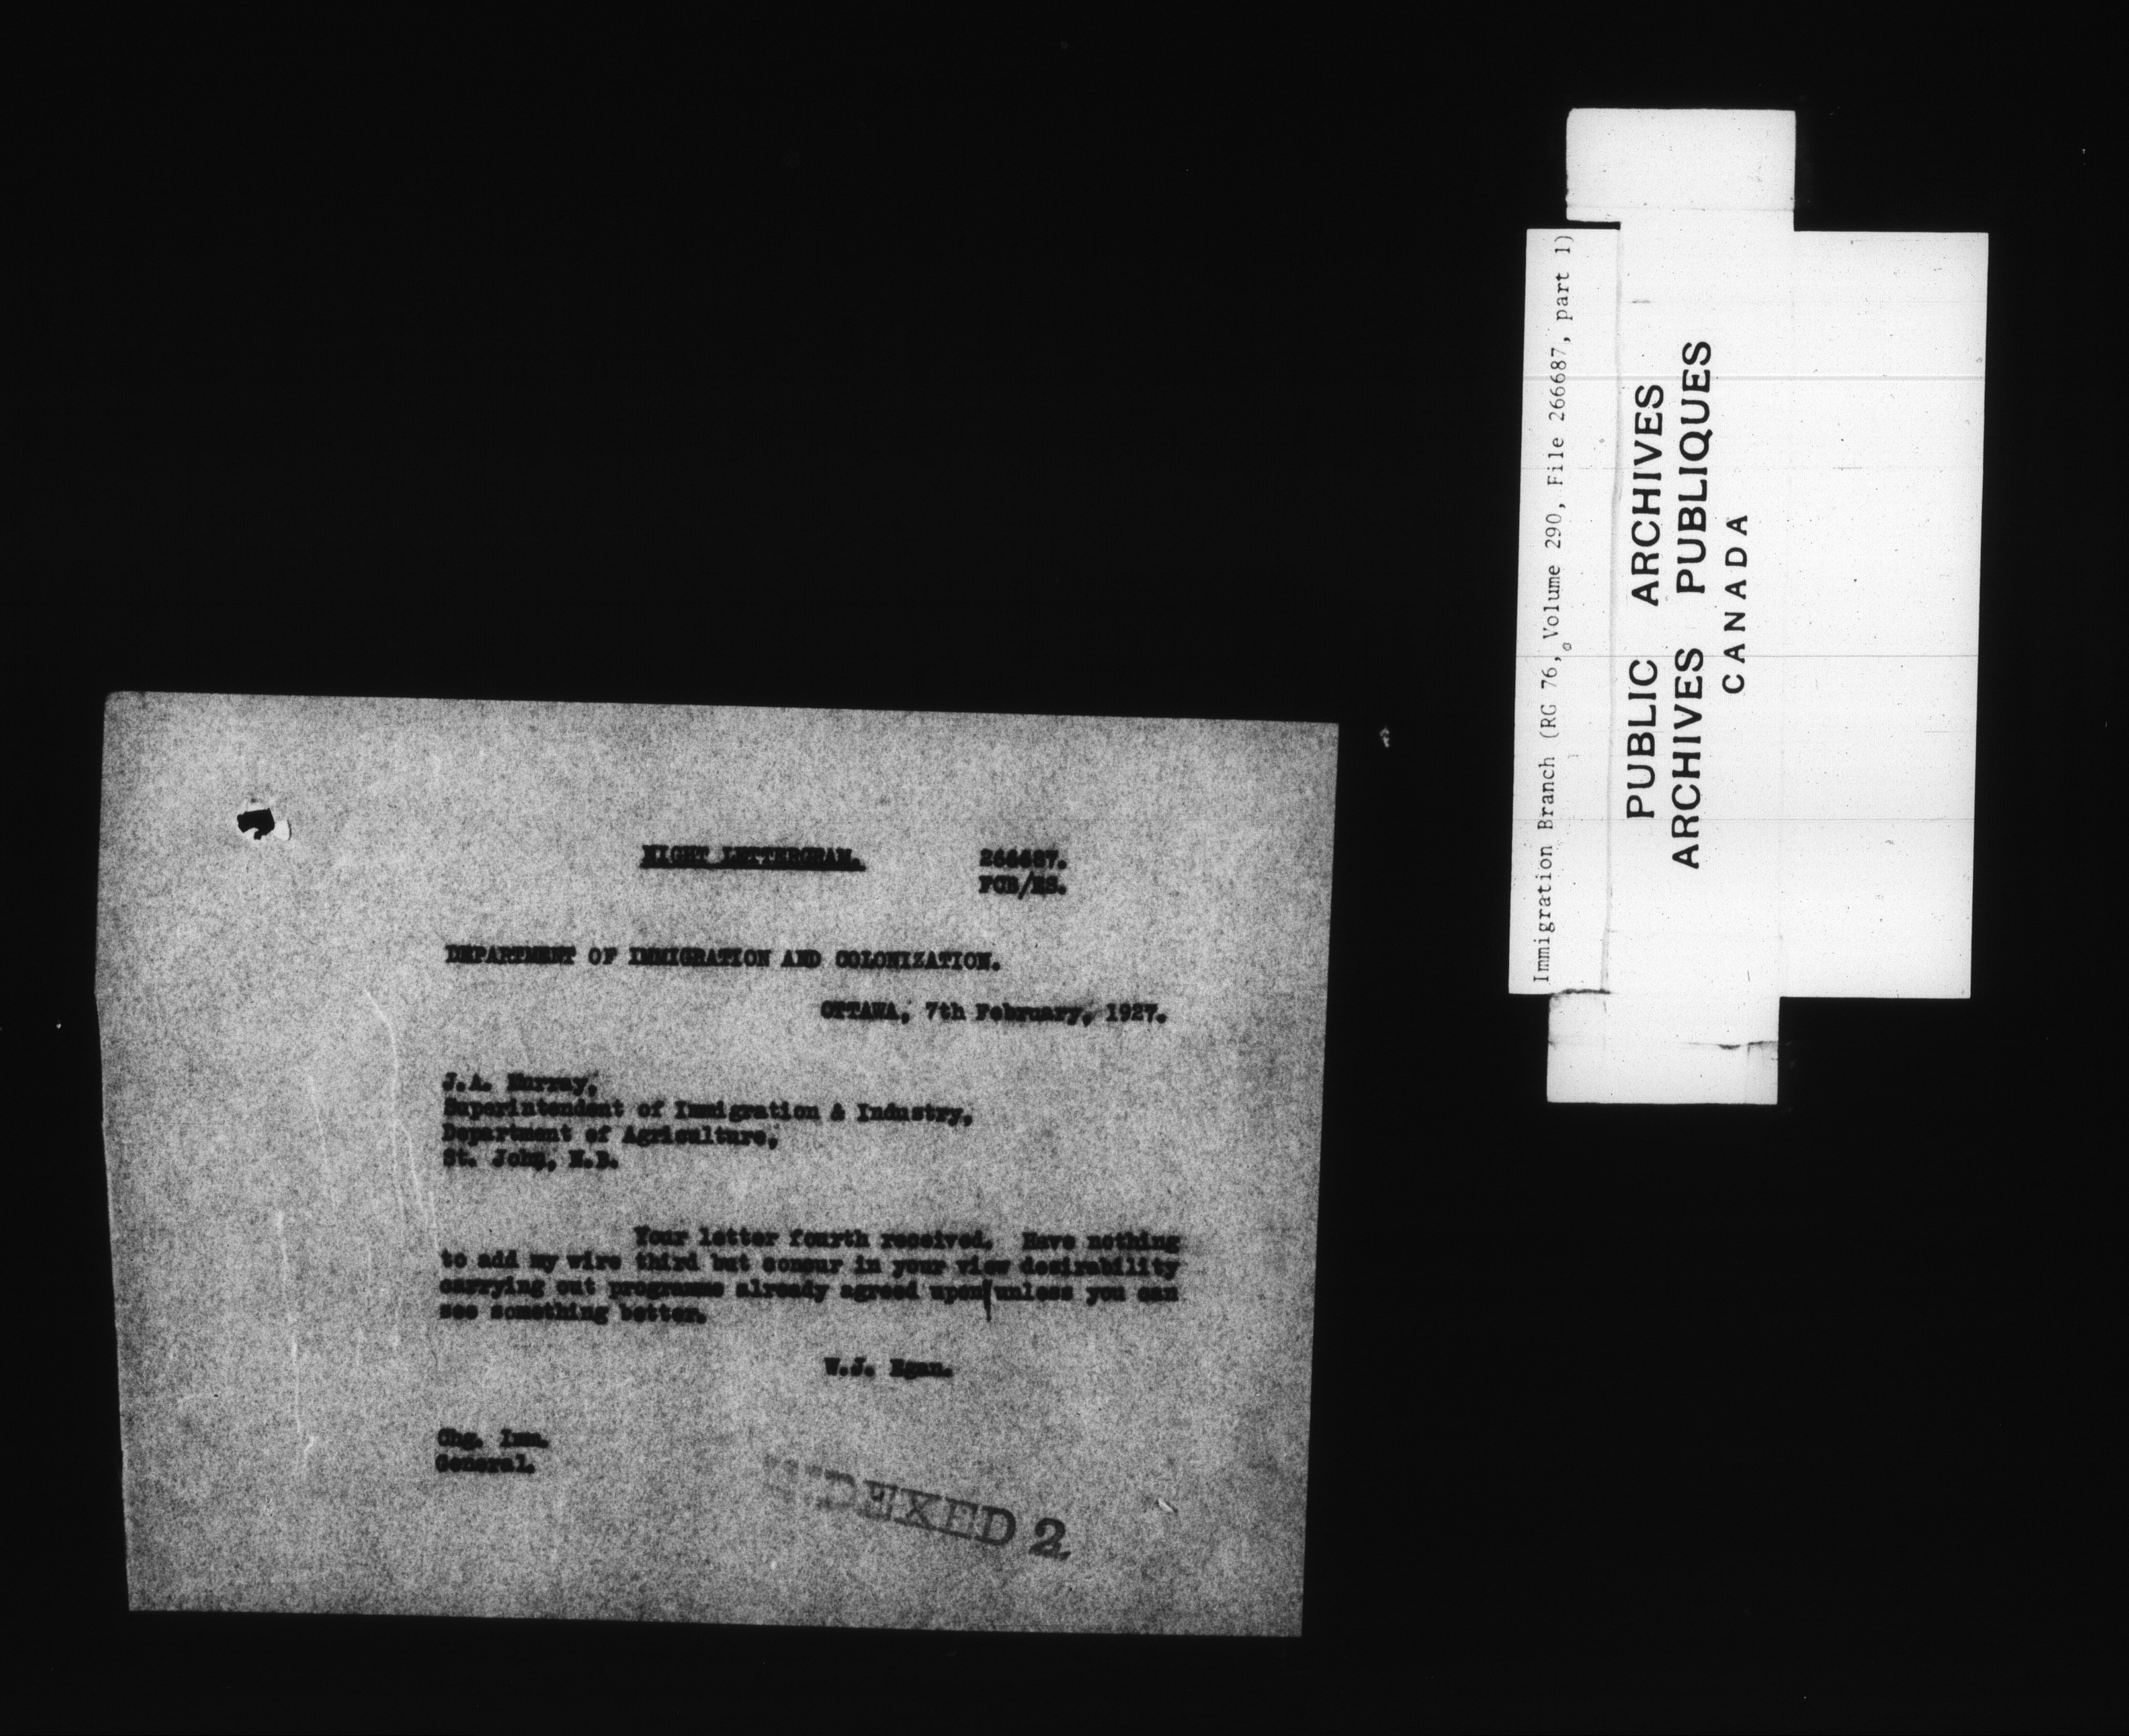 NIGHT LETTERGRAM.
266687.
FCB/ES.
DEPARTMENT OF IMMIGRATION AND COLONIZATION.
OTTAWA, 7th February, 1927.
J.A. Murray,
Superintendent of Immigration & Industry,
Department of Agriculture,
St. John, N.B.
Your letter fourth received. Have nothing
to add my wire third but concur in your view desirability
carrying out programme already agreed upon unless you can
see something better.
W.J. Egan.
Chg. Imm.
General.
INDEXED 2
Immigration Branch (RG 76, Volume 290, File 266687, part 1)
PUBLIC ARCHIVES
ARCHIVES PUBLIQUES
CANADA